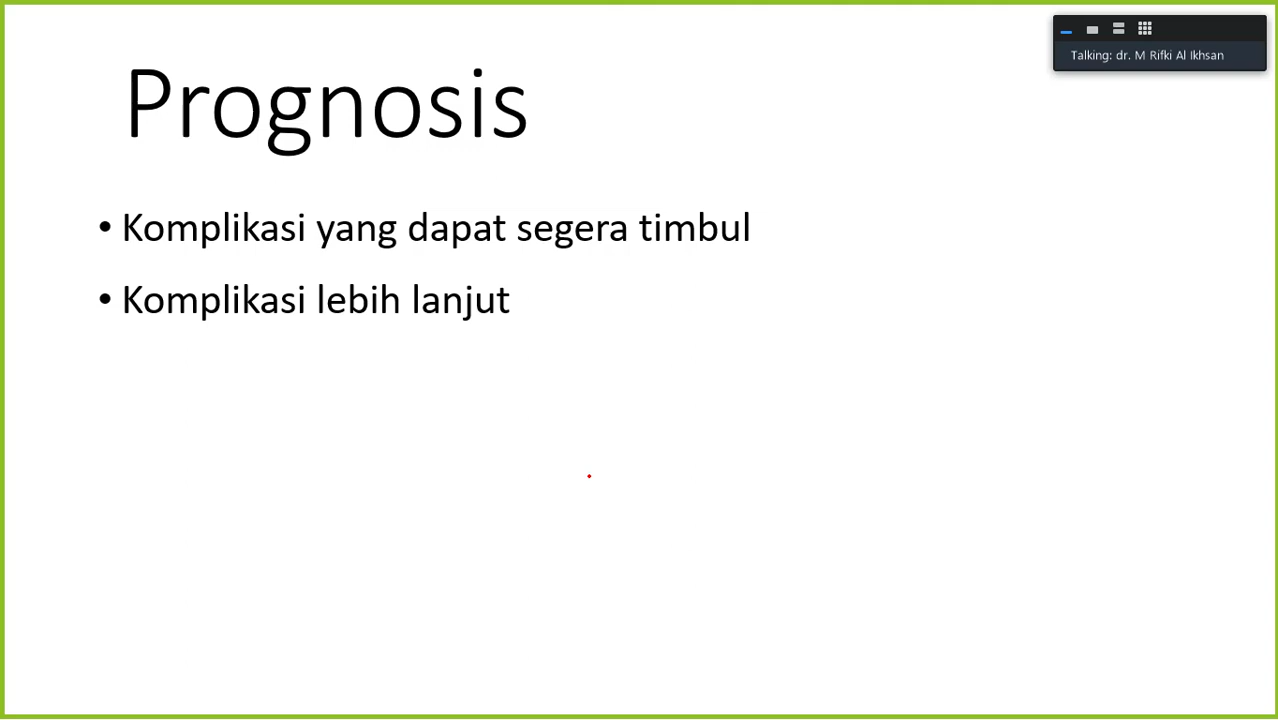 Talking: dr. M Rifki Al Ikhsan
Prognosis
• Komplikasi yang dapat segera timbul
• Komplikasi lebih lanjut